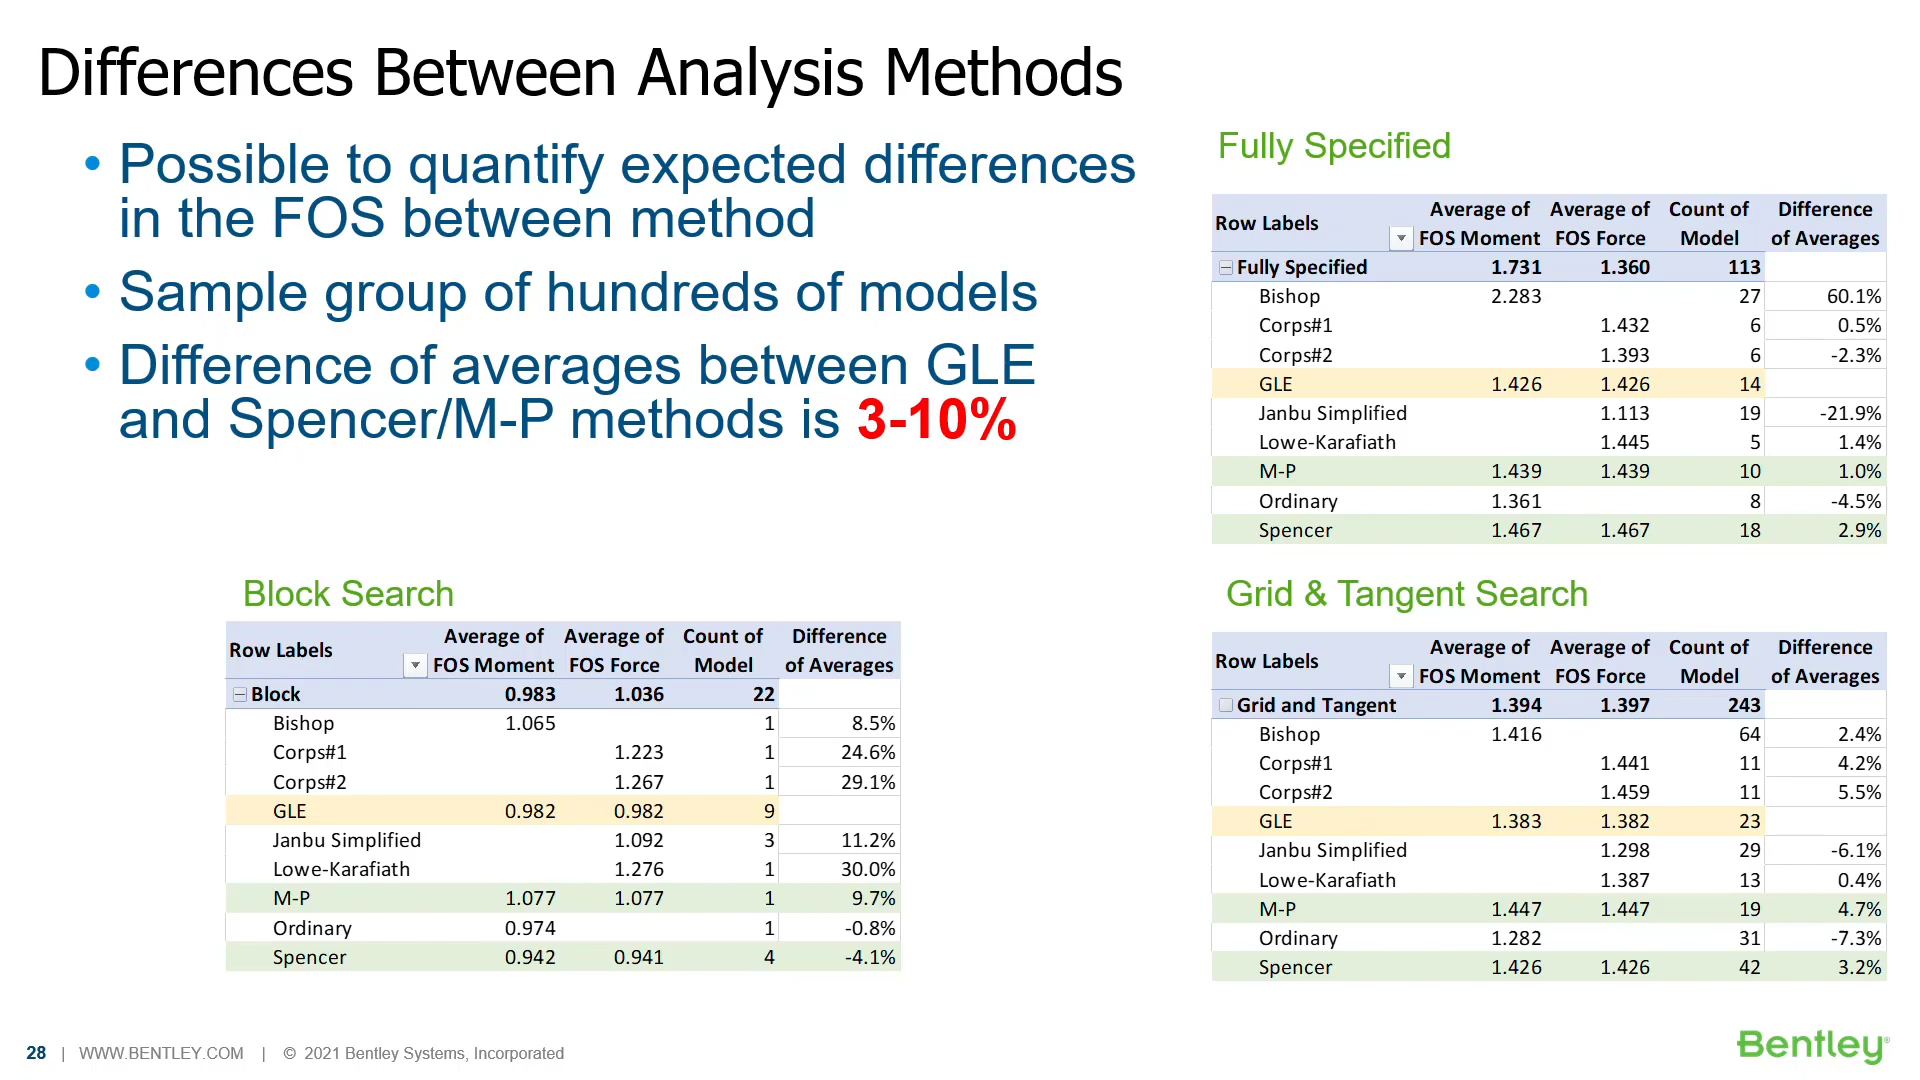 Differences Between Analysis Methods
• Possible to quantify expected differences
in the FOS between method
• Sample group of hundreds of models
• Difference of averages between GLE
and Spencer/M-P methods is 3-10%
Fully Specified
Row Labels Average of FOS Moment Average of FOS Force Count of Model Difference of Averages
Fully Specified 1.731 1.360 113
Bishop 2.283 27 60.1%
Corps#1 1.432 6 0.5%
Corps#2 1.393 6 -2.3%
GLE 1.426 1.426 14
Janbu Simplified 1.113 19 -21.9%
Lowe-Karafiath 1.445 5 1.4%
M-P 1.439 1.439 10 1.0%
Ordinary 1.361 8 -4.5%
Spencer 1.467 1.467 18 2.9%
Block Search
Row Labels Average of FOS Moment Average of FOS Force Count of Model Difference of Averages
Block 0.983 1.036 22
Bishop 1.065 1 8.5%
Corps#1 1.223 1 24.6%
Corps#2 1.267 1 29.1%
GLE 0.982 0.982 9
Janbu Simplified 1.092 3 11.2%
Lowe-Karafiath 1.276 1 30.0%
M-P 1.077 1.077 1 9.7%
Ordinary 0.974 1 -0.8%
Spencer 0.942 0.941 4 -4.1%
Grid & Tangent Search
Row Labels Average of FOS Moment Average of FOS Force Count of Model Difference of Averages
Grid and Tangent 1.394 1.397 243
Bishop 1.416 64 2.4%
Corps#1 1.441 11 4.2%
Corps#2 1.459 11 5.5%
GLE 1.383 1.382 23
Janbu Simplified 1.298 29 -6.1%
Lowe-Karafiath 1.387 13 0.4%
M-P 1.447 1.447 19 4.7%
Ordinary 1.282 31 -7.3%
Spencer 1.426 1.426 42 3.2%
28 | WWW.BENTLEY.COM | © 2021 Bentley Systems, Incorporated
Bentley®